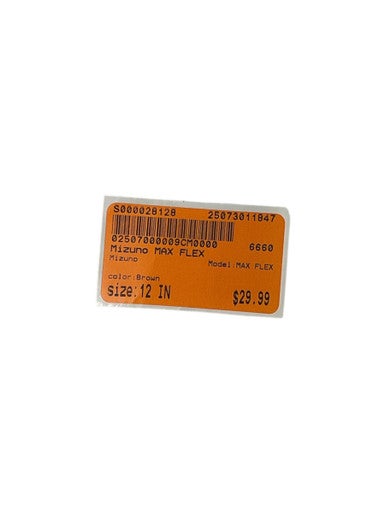 S000028128 25073011847
02507000009CM0000 6660
Mizuno MAX FLEX
Mizuno Model:MAX FLEX
color:Brown
size:12 IN $29.99